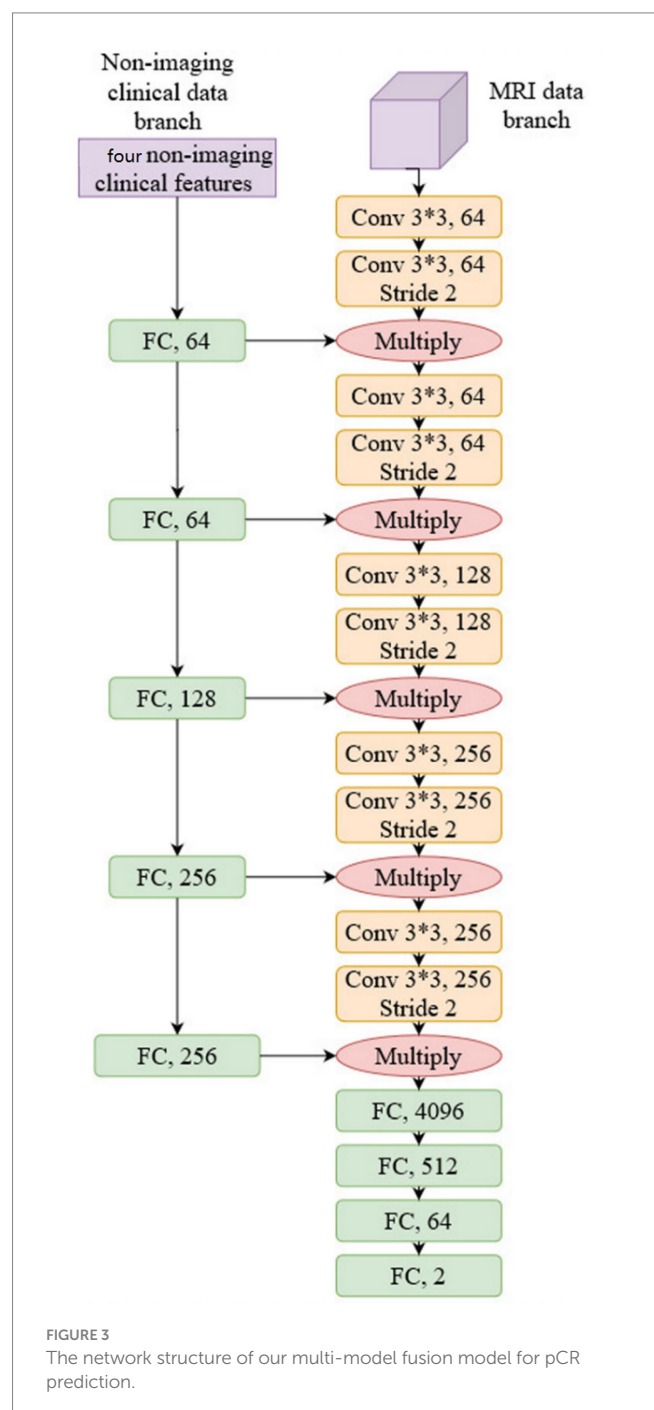 Non-imaging
clinical data
branch
four non-imaging
clinical features
MRI data
branch
Conv 3*3, 64
Conv 3*3, 64
Stride 2
FC, 64
Multiply
Conv 3*3, 64
Conv 3*3, 64
Stride 2
FC, 64
Multiply
Conv 3*3, 128
Conv 3*3, 128
Stride 2
FC, 128
Multiply
Conv 3*3, 256
Conv 3*3, 256
Stride 2
FC, 256
Multiply
Conv 3*3, 256
Conv 3*3, 256
Stride 2
FC, 256
Multiply
FC, 4096
FC, 512
FC, 64
FC, 2
FIGURE 3
The network structure of our multi-model fusion model for pCR
prediction.